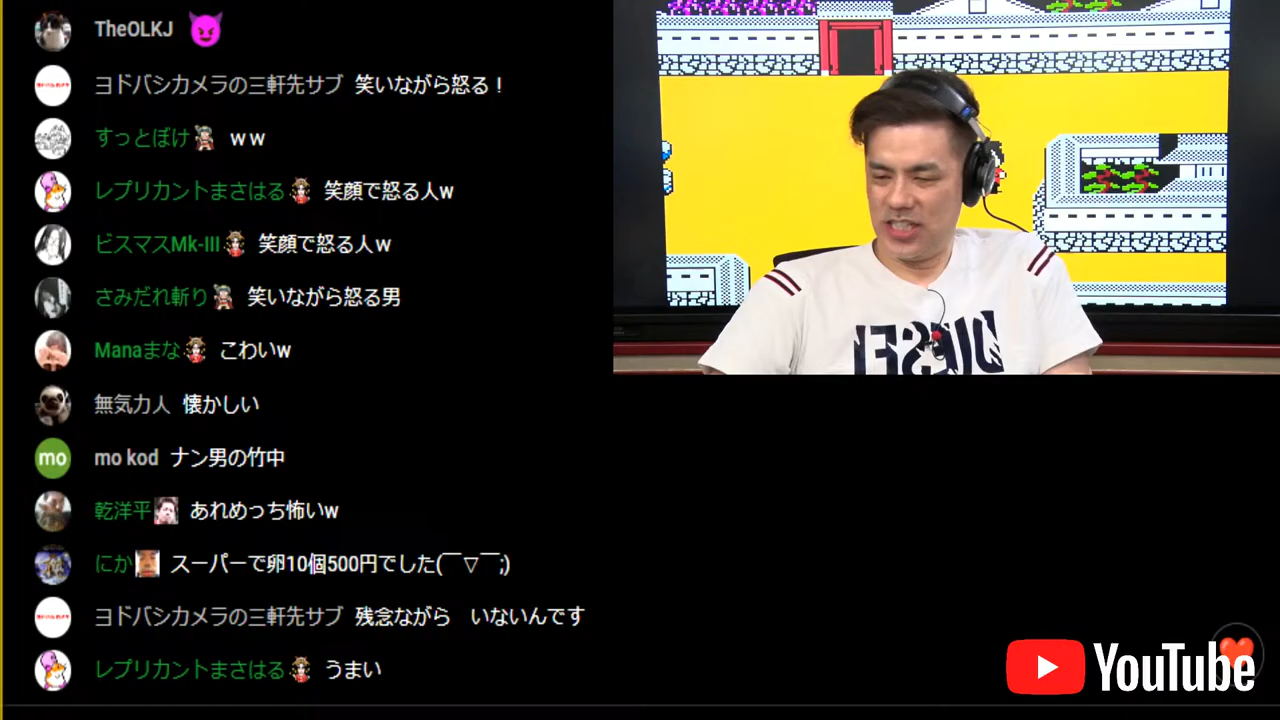 TheOLKJ 😈
ヨドバシカメラの三軒先サブ 笑いながら怒る！
すっとぼけ ｗｗ
レプリカントまさはる 笑顔で怒る人w
ビスマスMk-III 笑顔で怒る人w
さみだれ斬り 笑いながら怒る男
Manaまな こわいw
無気力人 懐かしい
mo mo kod ナン男の竹中
乾洋平 あれめっち怖いw
にか スーパーで卵10個500円でした(￣▽￣;)
ヨドバシカメラの三軒先サブ 残念ながら　いないんです
レプリカントまさはる うまい
DIESEL
YouTube